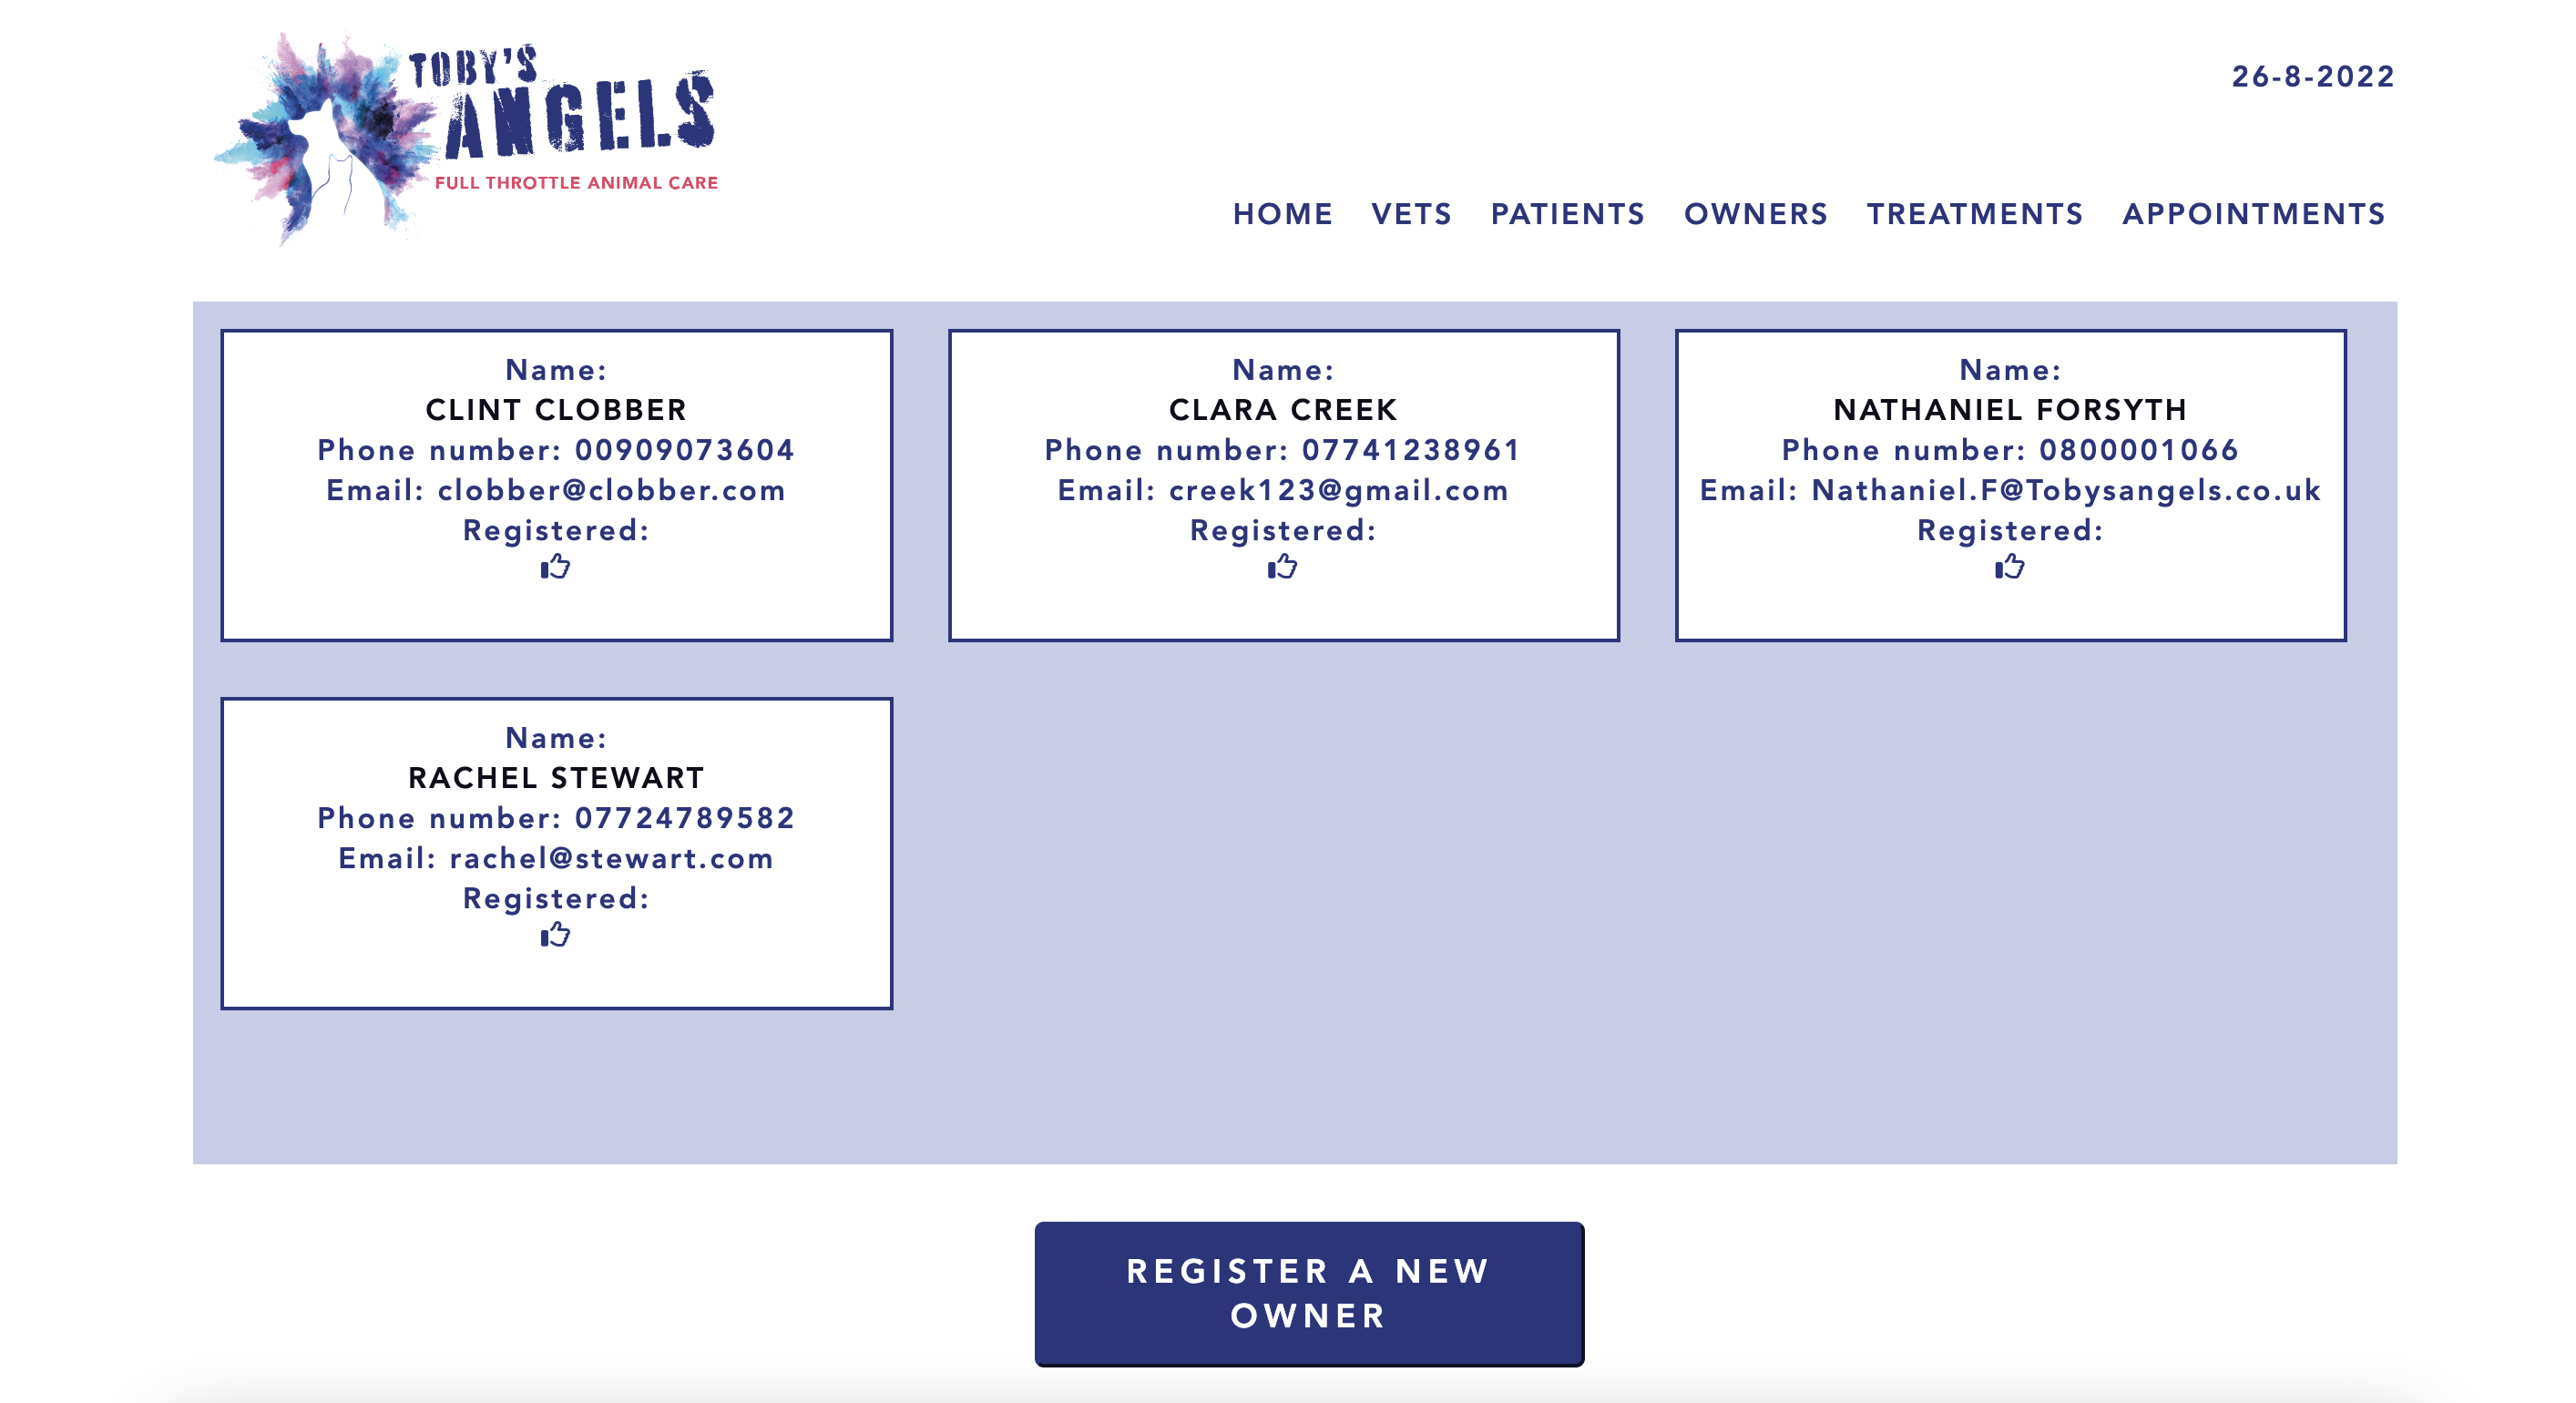 TOBY'S
ANGELS
FULL THROTTLE ANIMAL CARE
26-8-2022
HOME VETS PATIENTS OWNERS TREATMENTS APPOINTMENTS
Name:
CLINT CLOBBER
Phone number: 00909073604
Email: clobber@clobber.com
Registered:
Name:
CLARA CREEK
Phone number: 07741238961
Email: creek123@gmail.com
Registered:
Name:
NATHANIEL FORSYTH
Phone number: 0800001066
Email: Nathaniel.F@Tobysangels.co.uk
Registered:
Name:
RACHEL STEWART
Phone number: 07724789582
Email: rachel@stewart.com
Registered:
REGISTER A NEW
OWNER